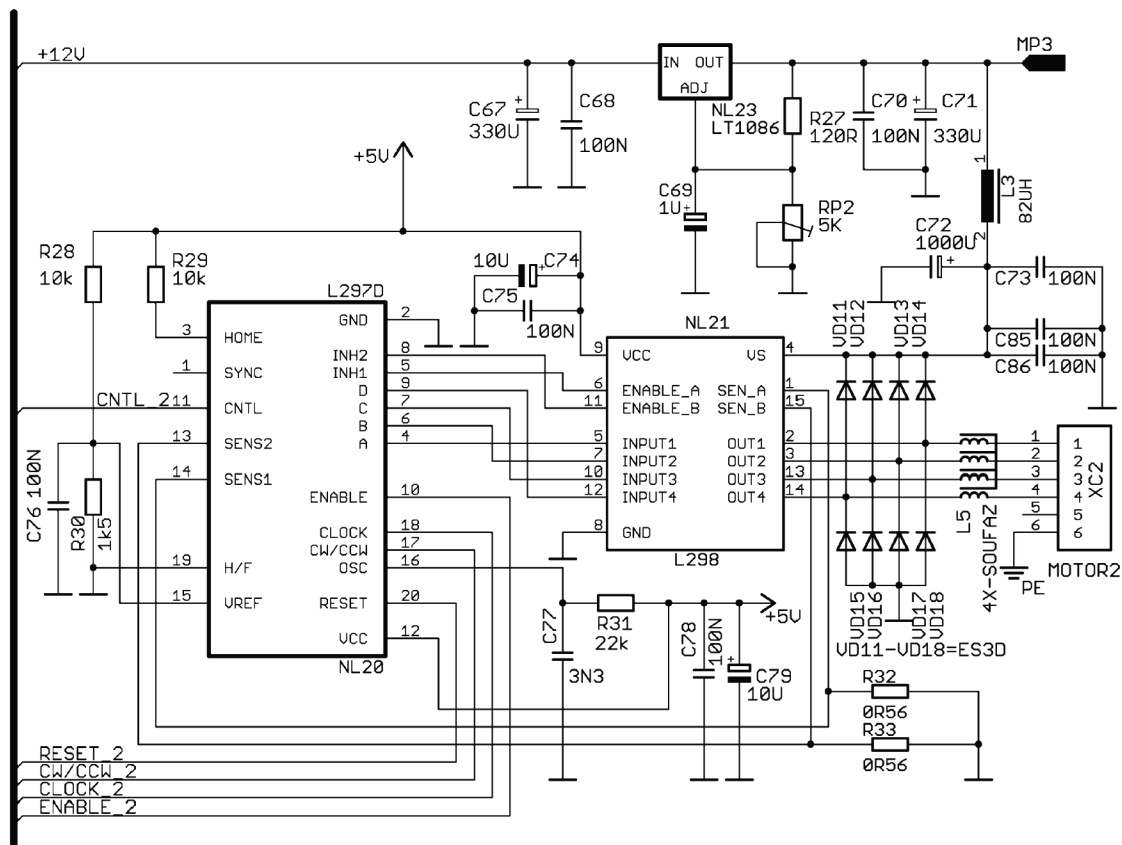 +12V
MP3
IN OUT
ADJ
NL23
LT1086
C67
+
330U
C68
100N
R27
120R
C70
100N
+
C71
330U
+5V
C69
1U+
RP2
5K
1
L3
82UH
2
C72
1000U
+
C73
100N
R28
10k
R29
10k
10U
+
C74
C75
100N
C85
100N
C86
100N
L297D
NL21
VD11
VD12
VD13
VD14
3
HOME
GND
2
1
SYNC
INH2
8
INH1
5
CNTL_2
11
CNTL
D
9
C
7
B
6
13
SENS2
A
4
14
SENS1
ENABLE
10
CLOCK
18
CW/CCW
17
19
H/F
OSC
16
15
VREF
RESET
20
VCC
12
NL20
9
VCC
VS
4
6
ENABLE_A
SEN_A
1
11
ENABLE_B
SEN_B
15
5
INPUT1
OUT1
2
7
INPUT2
OUT2
3
10
INPUT3
OUT3
13
12
INPUT4
OUT4
14
8
GND
L298
C76 100N
R30
1k5
1
2
3
4
5
6
1
2
3
4
5
6
XC2
MOTOR2
L5
4X-SOUFAZ
PE
VD15
VD16
VD17
VD18
VD11-VD18=ES3D
C77
3N3
R31
22k
C78
100N
+
C79
10U
+5V
R32
0R56
R33
0R56
RESET_2
CW/CCW_2
CLOCK_2
ENABLE_2